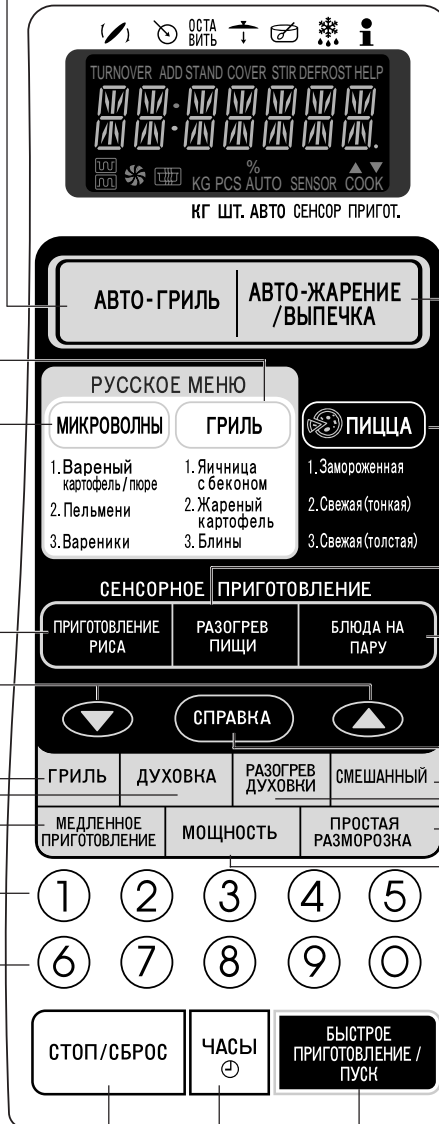 ОСТА
ВИТЬ
TURNOVER ADD STAND COVER STIR DEFROST HELP
%
KG PCS AUTO SENSOR COOK
КГ ШТ. АВТО СЕНСОР ПРИГОТ.
АВТО-ГРИЛЬ
АВТО-ЖАРЕНИЕ
/ВЫПЕЧКА
РУССКОЕ МЕНЮ
МИКРОВОЛНЫ
ГРИЛЬ
ПИЦЦА
1. Вареный
картофель/пюре
2. Пельмени
3. Вареники
1. Яичница
с беконом
2. Жареный
картофель
3. Блины
1. Замороженная
2. Свежая (тонкая)
3. Свежая (толстая)
СЕНСОРНОЕ ПРИГОТОВЛЕНИЕ
ПРИГОТОВЛЕНИЕ
РИСА
РАЗОГРЕВ
ПИЩИ
БЛЮДА НА
ПАРУ
СПРАВКА
ГРИЛЬ
ДУХОВКА
РАЗОГРЕВ
ДУХОВКИ
СМЕШАННЫЙ
МЕДЛЕННОЕ
ПРИГОТОВЛЕНИЕ
МОЩНОСТЬ
ПРОСТАЯ
РАЗМОРОЗКА
1 2 3 4 5
6 7 8 9 0
СТОП/СБРОС
ЧАСЫ
БЫСТРОЕ
ПРИГОТОВЛЕНИЕ /
ПУСК